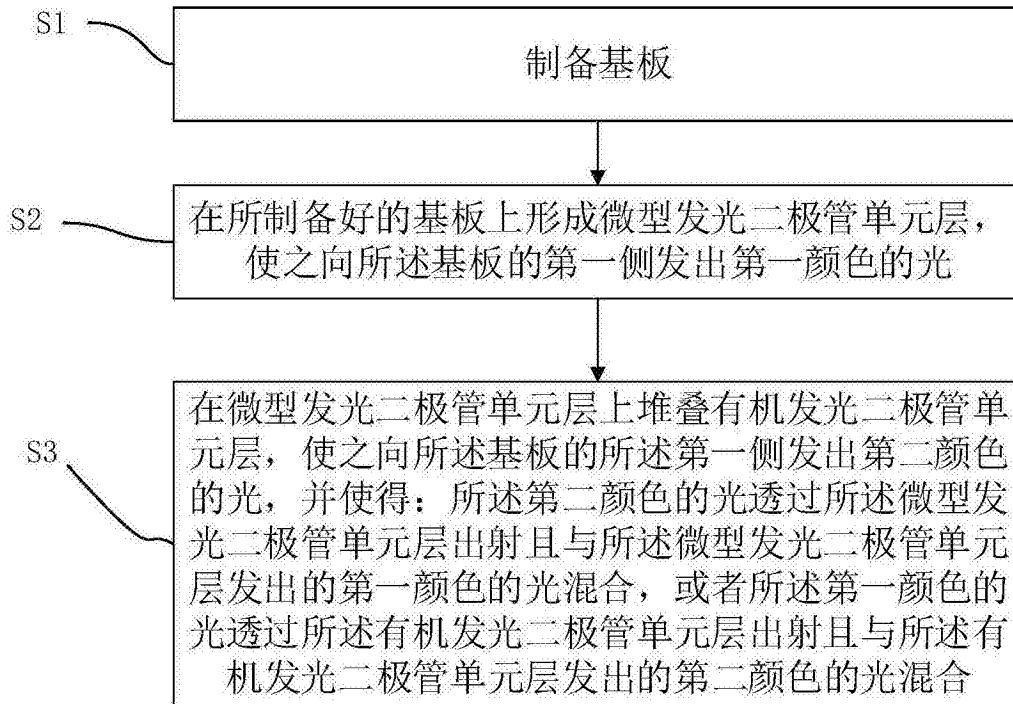 S1
制备基板
S2
在所制备好的基板上形成微型发光二极管单元层，
使之向所述基板的第一侧发出第一颜色的光
S3
在微型发光二极管单元层上堆叠有机发光二极管单
元层，使之向所述基板的所述第一侧发出第二颜色
的光，并使得：所述第二颜色的光透过所述微型发
光二极管单元层出射且与所述微型发光二极管单元
层发出的第一颜色的光混合，或者所述第一颜色的
光透过所述有机发光二极管单元层出射且与所述有
机发光二极管单元层发出的第二颜色的光混合